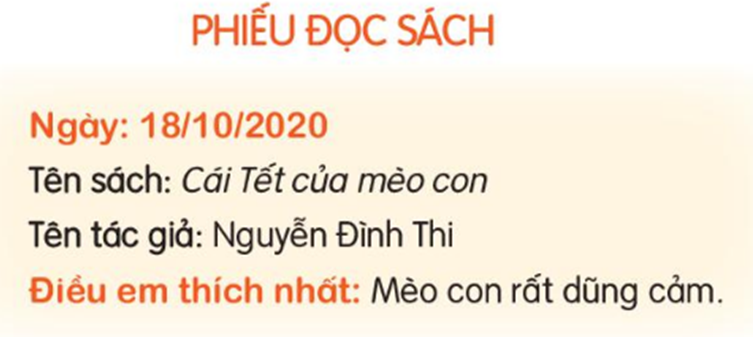 PHIẾU ĐỌC SÁCH
Ngày: 18/10/2020
Tên sách: Cái Tết của mèo con
Tên tác giả: Nguyễn Đình Thi
Điều em thích nhất: Mèo con rất dũng cảm.